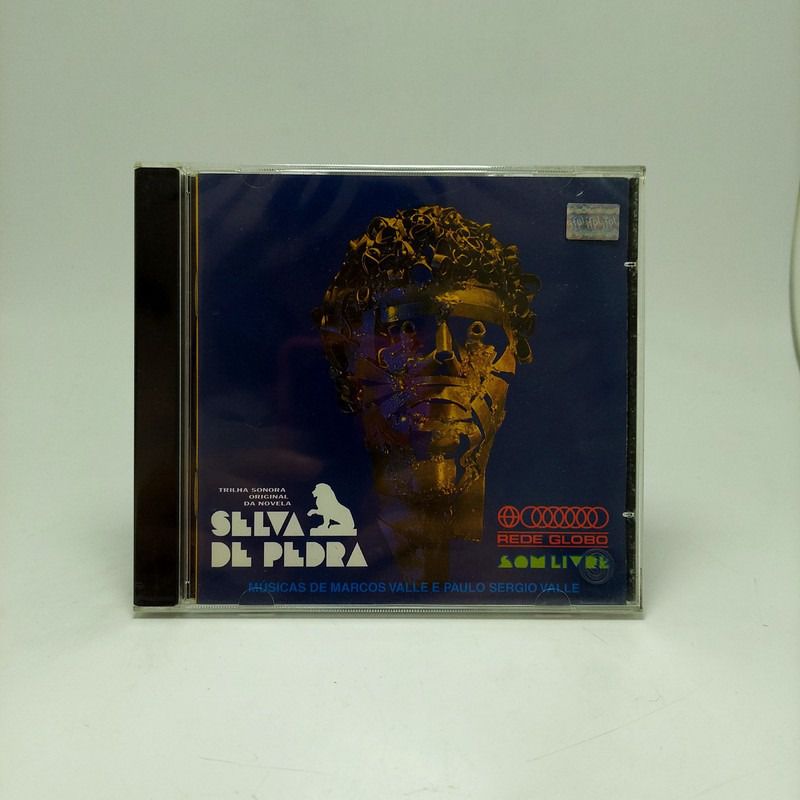 TRILHA SONORA
ORIGINAL
DA NOVELA
SELVA
DE PEDRA
REDE GLOBO
SOM LIVRE
MÚSICAS DE MARCOS VALLE E PAULO SERGIO VALLE